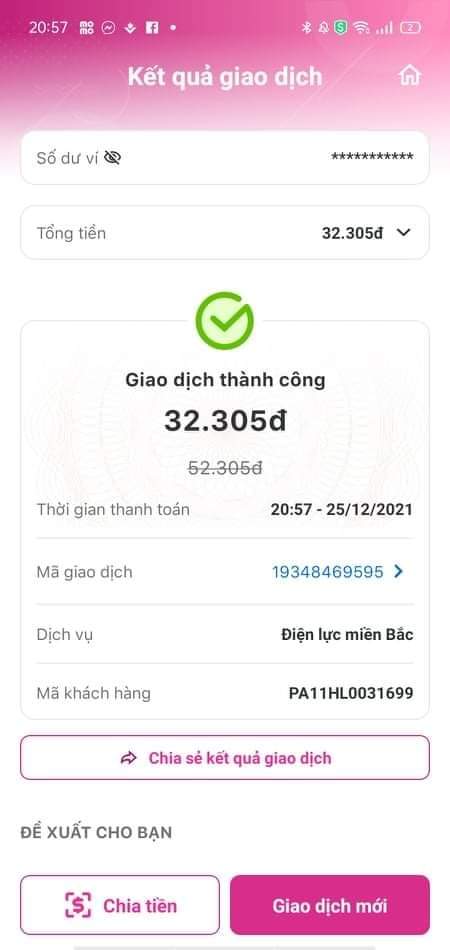 20:57
Kết quả giao dịch
Số dư ví ***********
Tổng tiền 32.305đ
Giao dịch thành công
32.305đ
52.305đ
Thời gian thanh toán 20:57 - 25/12/2021
Mã giao dịch 19348469595
Dịch vụ Điện lực miền Bắc
Mã khách hàng PA11HL0031699
Chia sẻ kết quả giao dịch
ĐỀ XUẤT CHO BẠN
Chia tiền Giao dịch mới